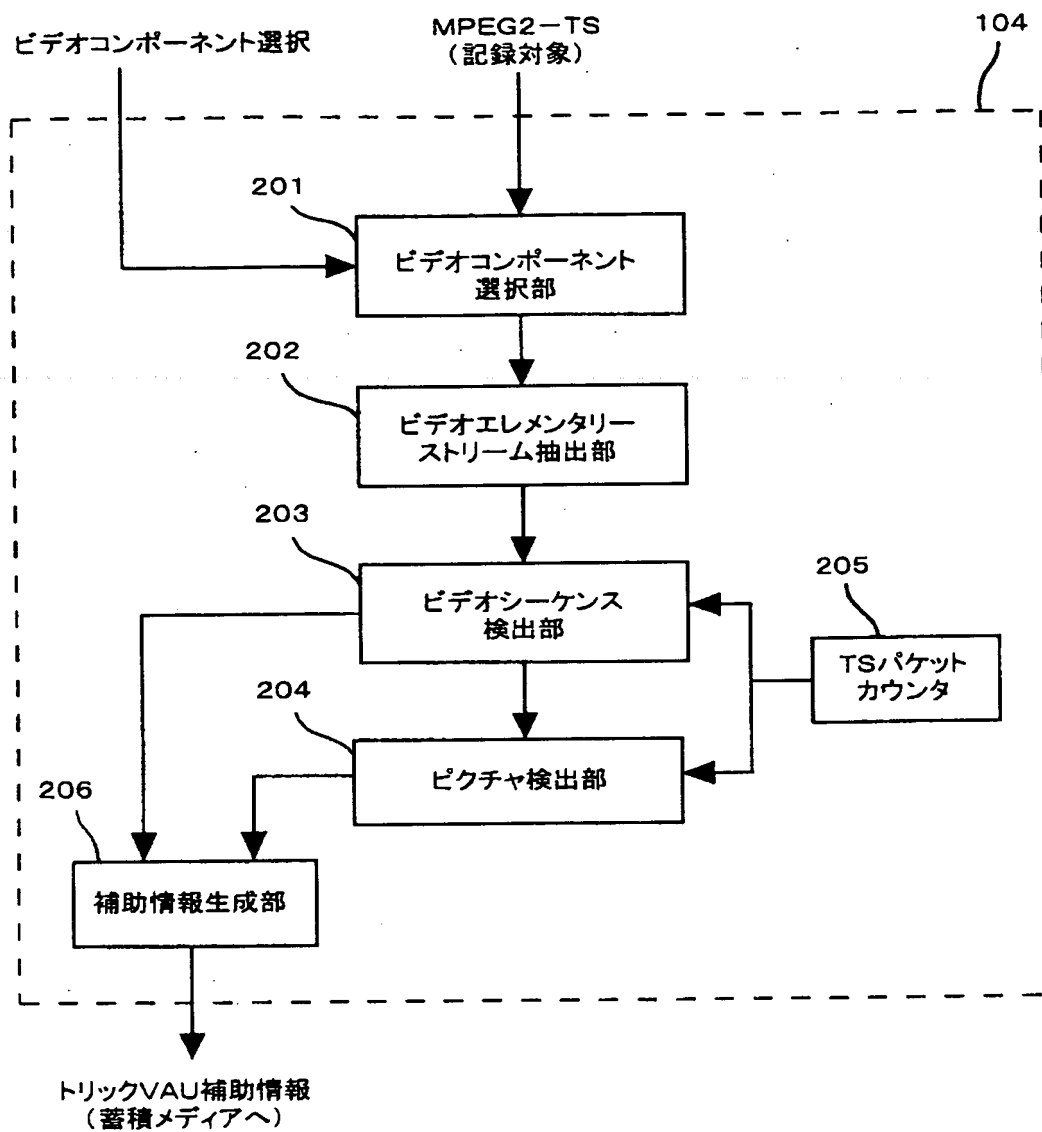 ビデオコンポーネント選択
MPEG2-TS
(記録対象)
104
201
ビデオコンポーネント
選択部
202
ビデオエレメンタリー
ストリーム抽出部
203
ビデオシーケンス
検出部
205
TSパケット
カウンタ
204
ピクチャ検出部
206
補助情報生成部
トリックVAU補助情報
(蓄積メディアへ)